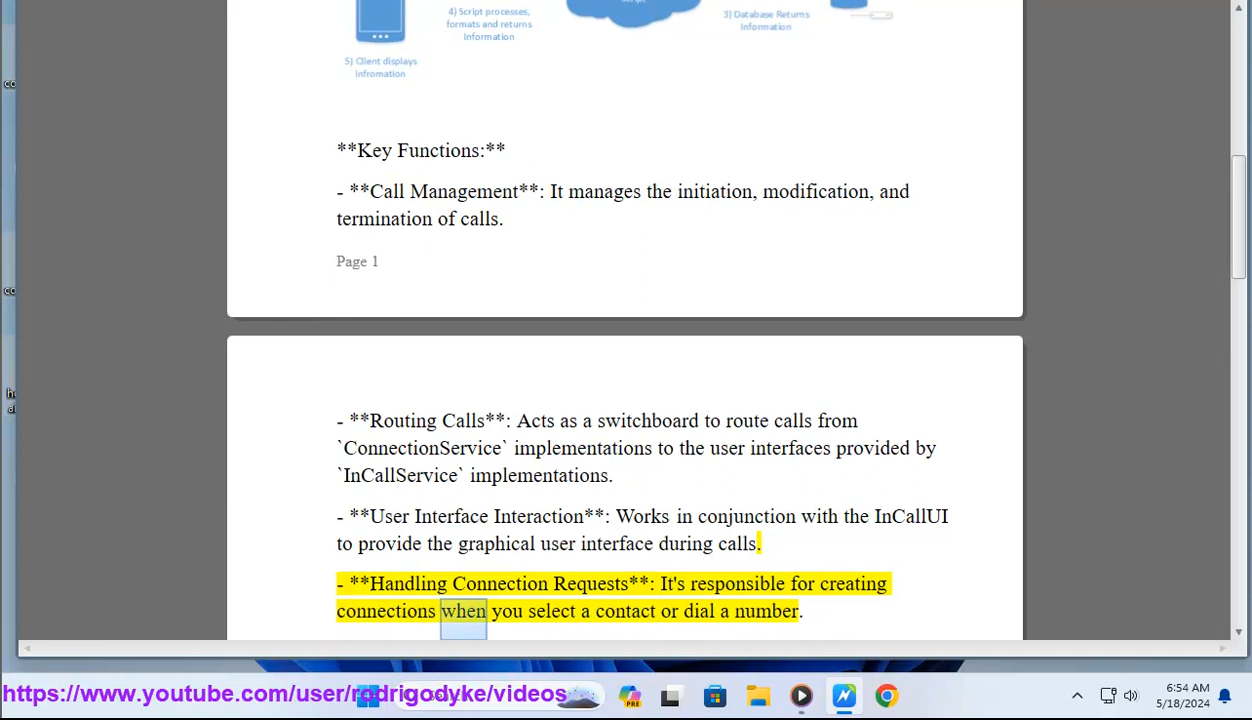 4) Script processes,
formats and returns
Information
3) Database Returns
Information
5) Client displays
Infromation
**Key Functions:**
- **Call Management**: It manages the initiation, modification, and
termination of calls.
Page 1
- **Routing Calls**: Acts as a switchboard to route calls from
`ConnectionService` implementations to the user interfaces provided by
`InCallService` implementations.
- **User Interface Interaction**: Works in conjunction with the InCallUI
to provide the graphical user interface during calls.
- **Handling Connection Requests**: It's responsible for creating
connections when you select a contact or dial a number.
https://www.youtube.com/user/rodrigodyke/videos
PRE
6:54 AM
5/18/2024